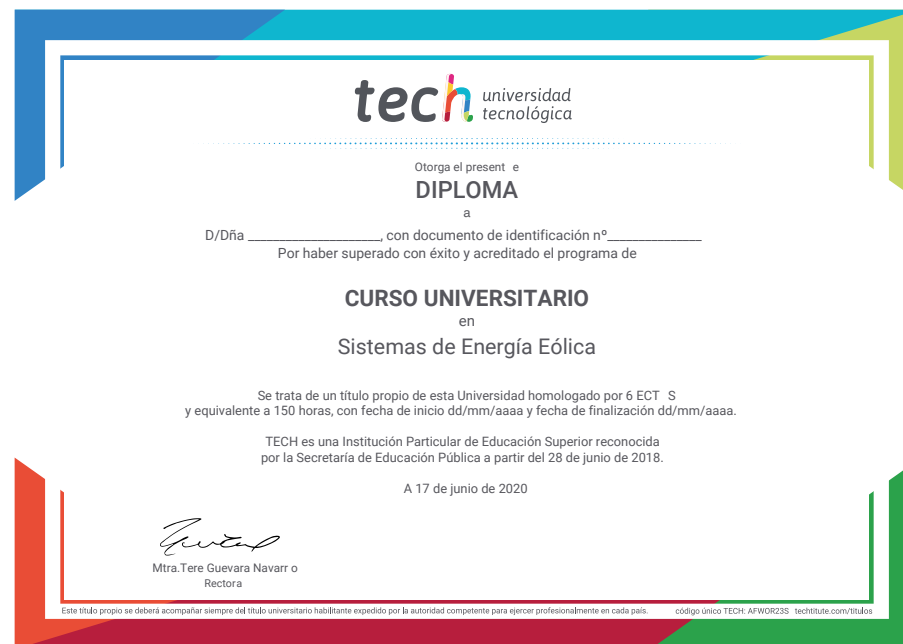 tech universidad
tecnológica
Otorga el present e
DIPLOMA
a
D/Dña ____________________, con documento de identificación nº______________
Por haber superado con éxito y acreditado el programa de
CURSO UNIVERSITARIO
en
Sistemas de Energía Eólica
Se trata de un título propio de esta Universidad homologado por 6 ECT S
y equivalente a 150 horas, con fecha de inicio dd/mm/aaaa y fecha de finalización dd/mm/aaaa.
TECH es una Institución Particular de Educación Superior reconocida
por la Secretaría de Educación Pública a partir del 28 de junio de 2018.
A 17 de junio de 2020
Mtra.Tere Guevara Navarr o
Rectora
Este título propio se deberá acompañar siempre del título universitario habilitante expedido por la autoridad competente para ejercer profesionalmente en cada país. código único TECH: AFWOR23S techtitute.com/titulos